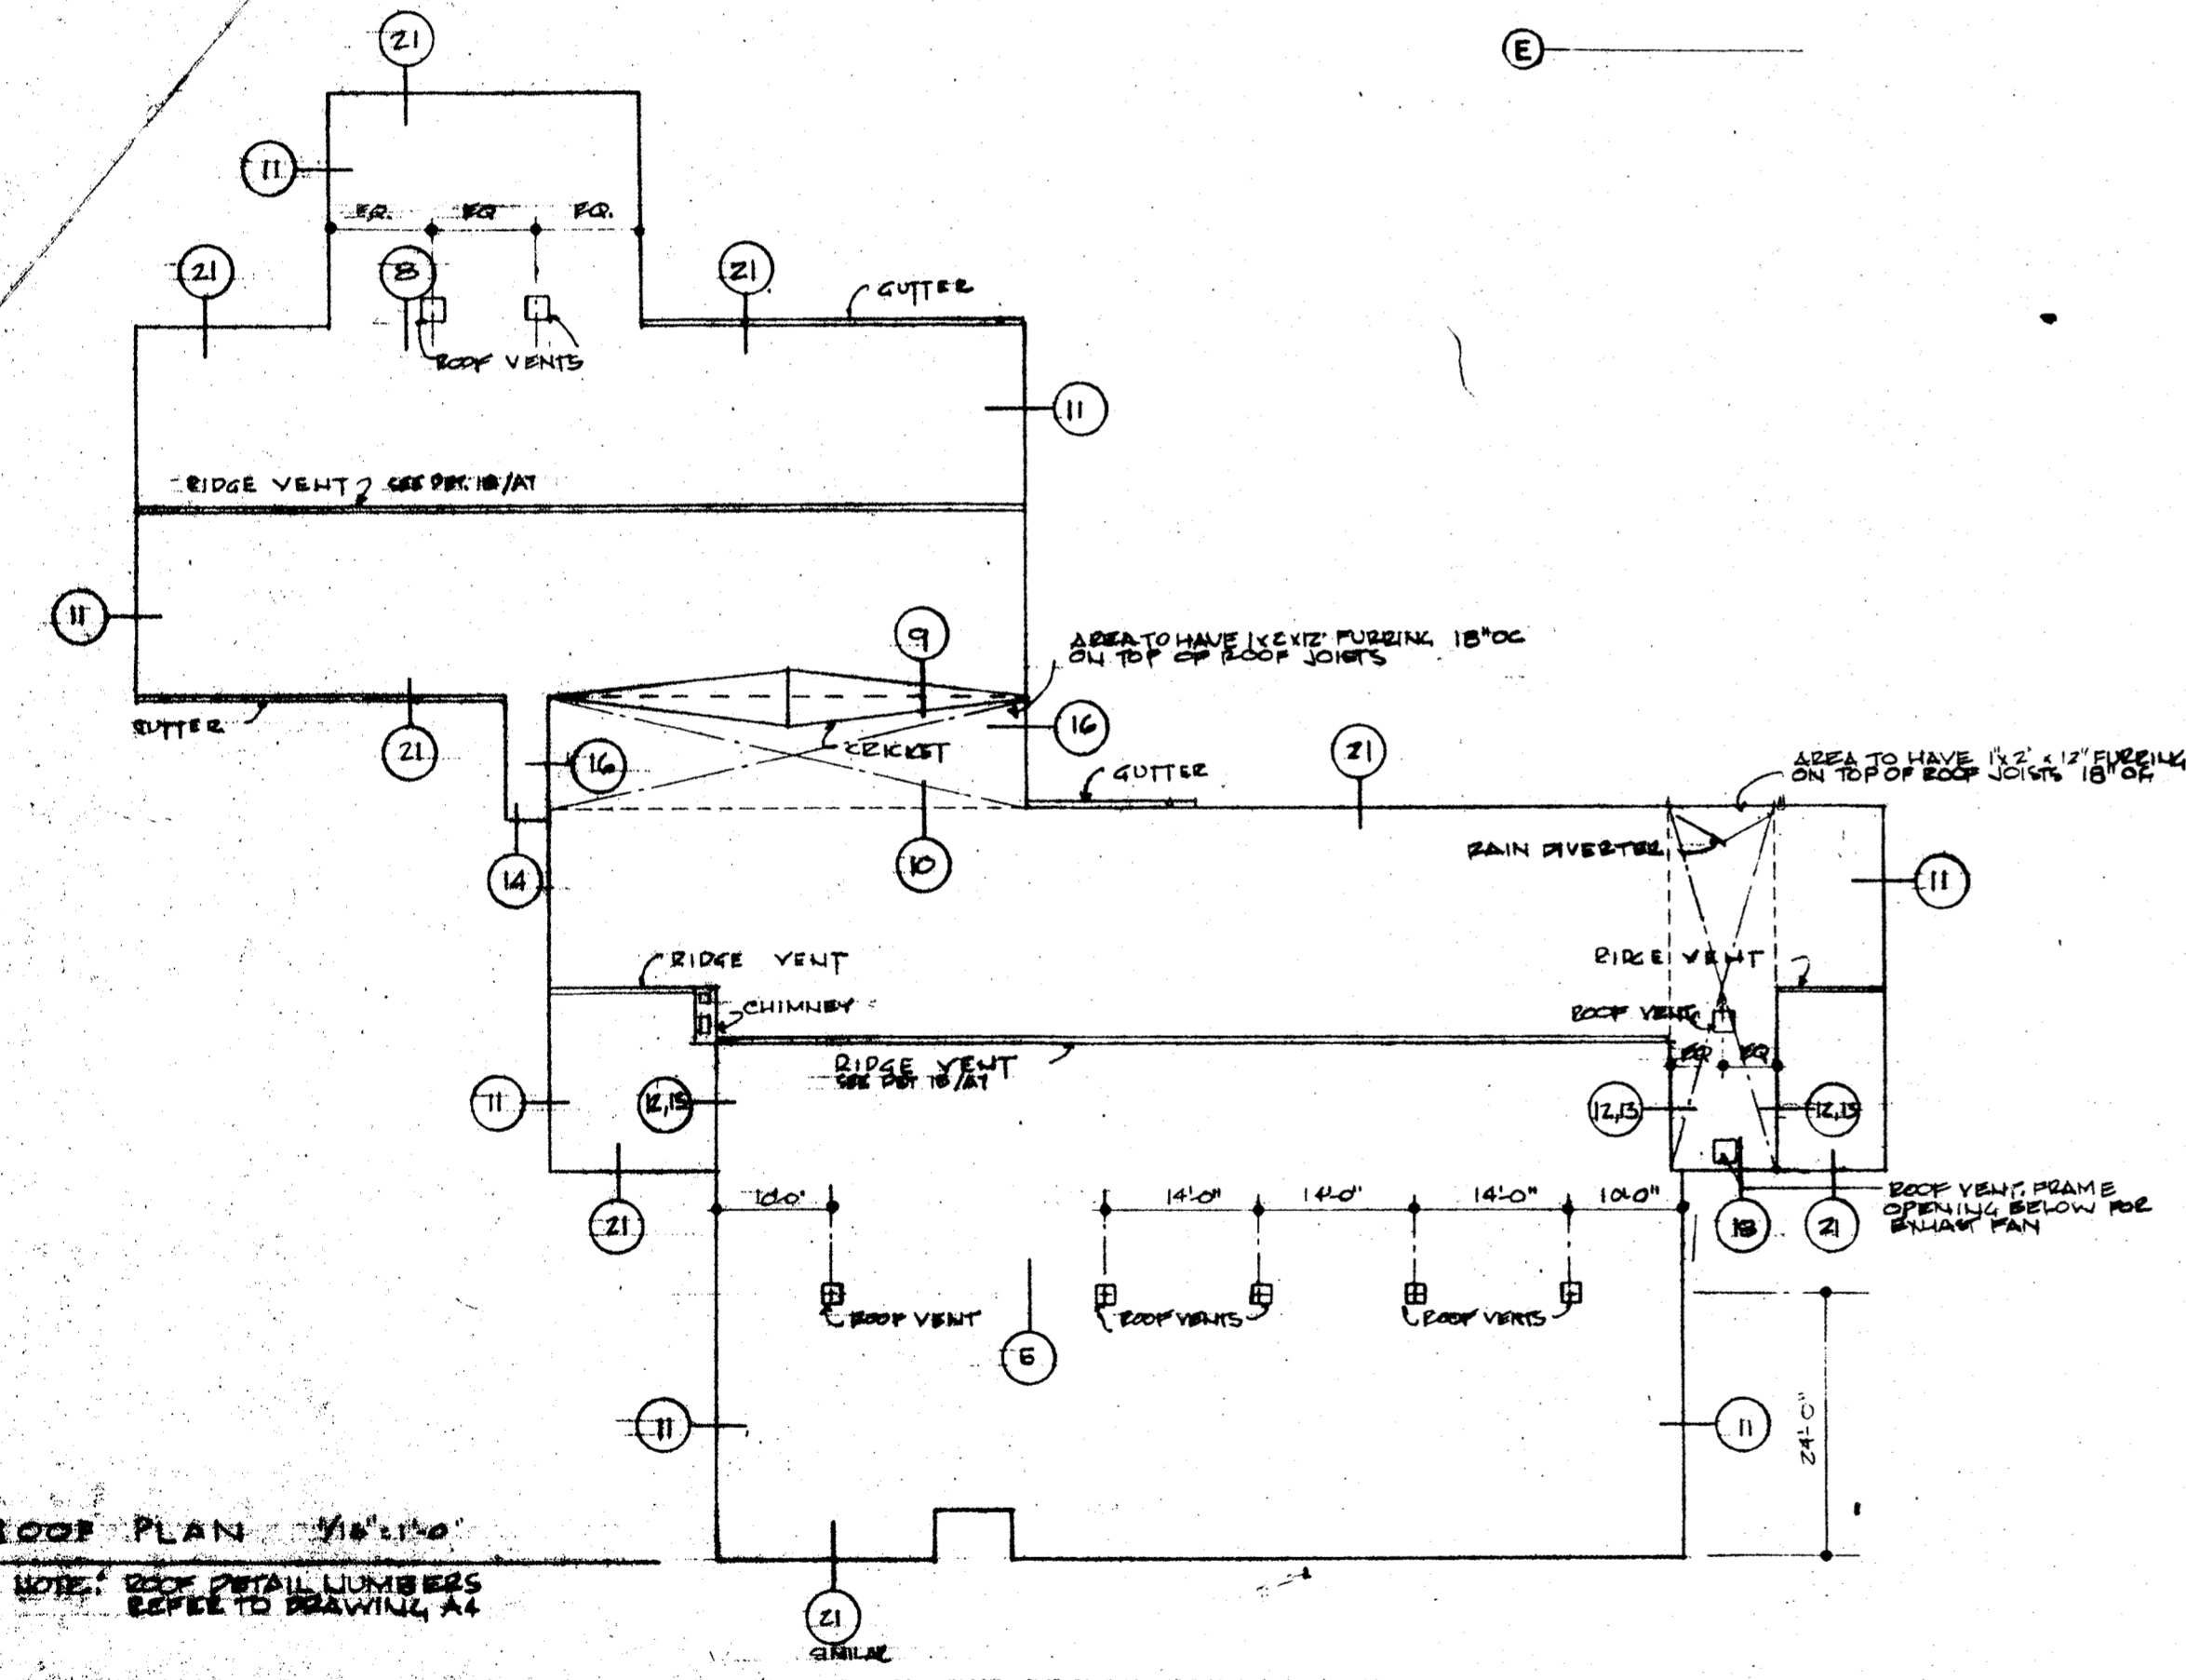 21
E
11
EQ.
EQ
EQ.
21
8
21
GUTTER
ROOF VENTS
11
RIDGE VENT SEE DET. 18/A7
11
9
AREA TO HAVE 1x2x12" FURRING 18"OC
ON TOP OF ROOF JOISTS
GUTTER
21
16
CRICKET
16
GUTTER
21
AREA TO HAVE 1"x2" x 12" FURRING
ON TOP OF ROOF JOISTS 18" OC
RAIN DIVERTER
14
10
11
RIDGE VENT
CHIMNEY
RIDGE VENT
ROOF VENT
RIDGE VENT
SEE DET 18/A7
EQ
EQ
11
12,13
12,13
12,13
21
10'-0"
14'-0"
14'-0"
14'-0"
10'-0"
18
21
ROOF VENT. FRAME
OPENING BELOW FOR
EXHAST FAN
ROOF VENT
ROOF VENTS
ROOF VENTS
11
11
24'-0"
ROOF PLAN 1/16"=1'-0"
NOTE: ROOF DETAIL NUMBERS
REFER TO DRAWING A4
21
SIMILAR